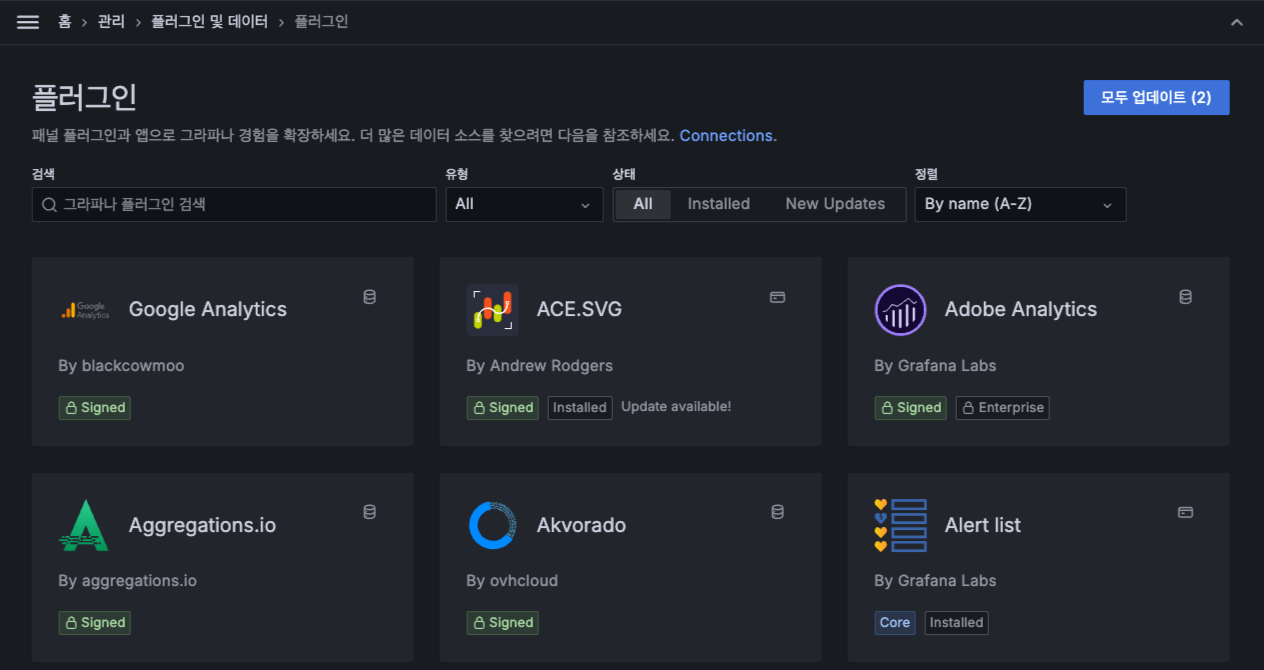 홈 › 관리 › 플러그인 및 데이터 › 플러그인
플러그인
모두 업데이트 (2)
패널 플러그인과 앱으로 그라파나 경험을 확장하세요. 더 많은 데이터 소스를 찾으려면 다음을 참조하세요. Connections.
검색 유형 상태 정렬
그라파나 플러그인 검색 All All Installed New Updates By name (A-Z)
Google Analytics
Google Analytics
By blackcowmoo
Signed
ACE.SVG
By Andrew Rodgers
Signed Installed Update available!
Adobe Analytics
By Grafana Labs
Signed Enterprise
Aggregations.io
By aggregations.io
Signed
Akvorado
By ovhcloud
Signed
Alert list
By Grafana Labs
Core Installed